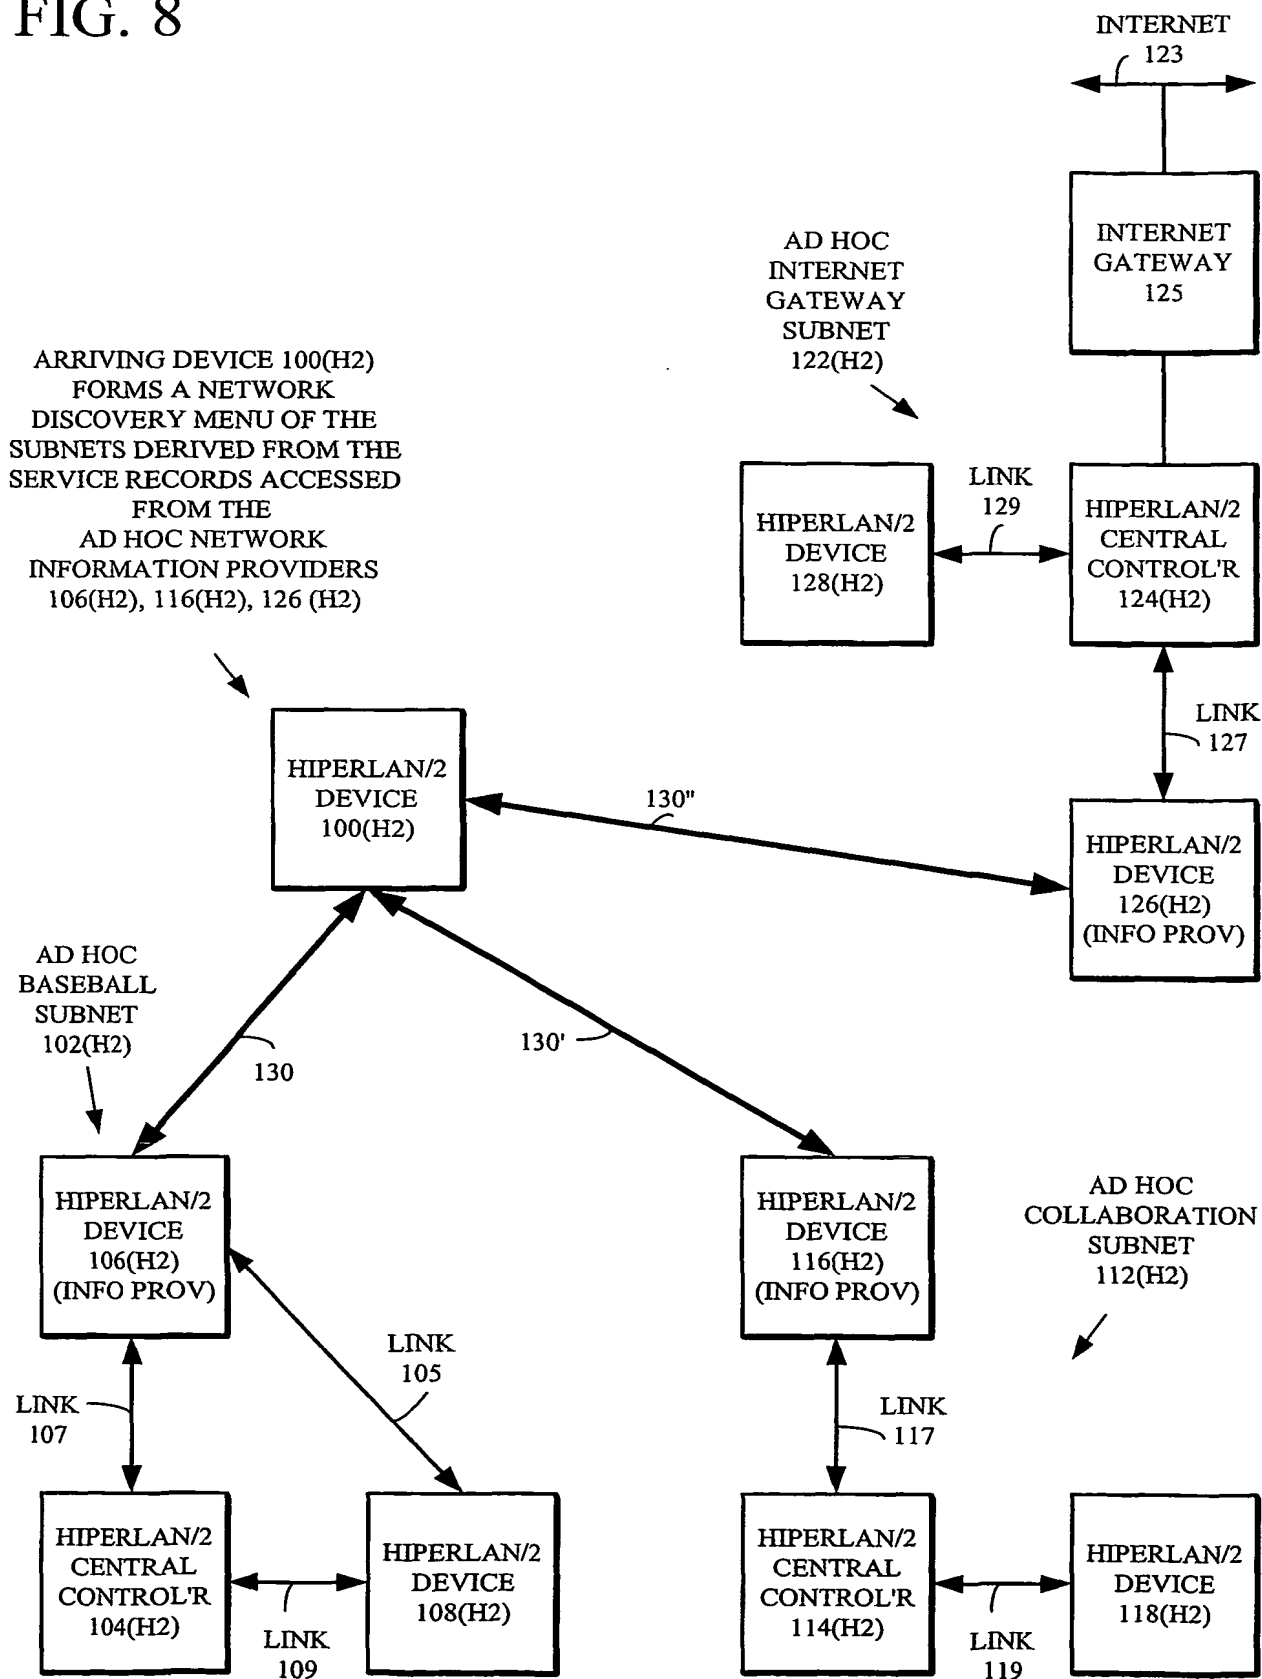 FIG. 8
INTERNET
123
INTERNET
GATEWAY
125
AD HOC
INTERNET
GATEWAY
SUBNET
122(H2)
ARRIVING DEVICE 100(H2)
FORMS A NETWORK
DISCOVERY MENU OF THE
SUBNETS DERIVED FROM THE
SERVICE RECORDS ACCESSED
FROM THE
AD HOC NETWORK
INFORMATION PROVIDERS
106(H2), 116(H2), 126 (H2)
HIPERLAN/2
DEVICE
128(H2)
LINK
129
HIPERLAN/2
CENTRAL
CONTROL'R
124(H2)
LINK
127
HIPERLAN/2
DEVICE
100(H2)
130"
HIPERLAN/2
DEVICE
126(H2)
(INFO PROV)
AD HOC
BASEBALL
SUBNET
102(H2)
130
130'
HIPERLAN/2
DEVICE
106(H2)
(INFO PROV)
HIPERLAN/2
DEVICE
116(H2)
(INFO PROV)
AD HOC
COLLABORATION
SUBNET
112(H2)
LINK
105
LINK
107
LINK
117
HIPERLAN/2
CENTRAL
CONTROL'R
104(H2)
LINK
109
HIPERLAN/2
DEVICE
108(H2)
HIPERLAN/2
CENTRAL
CONTROL'R
114(H2)
LINK
119
HIPERLAN/2
DEVICE
118(H2)